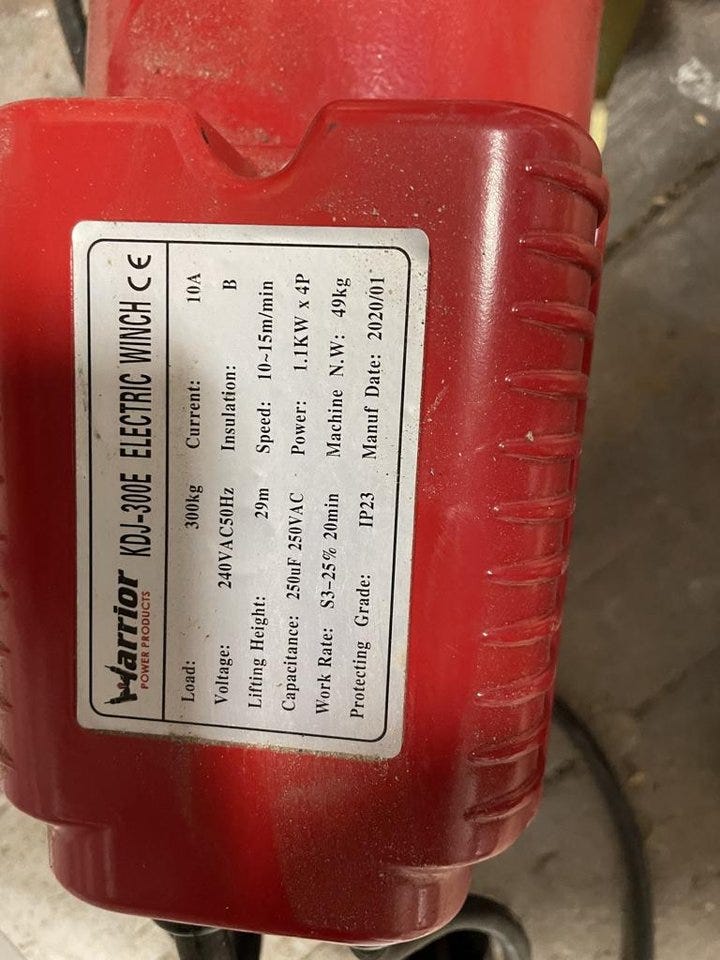 Warrior KDJ-300E ELECTRIC WINCH CE
POWER PRODUCTS
Load: 300kg Current: 10A
Voltage: 240VAC50Hz Insulation: B
Lifting Height: 29m Speed: 10~15m/min
Capacitance: 250uF 250VAC Power: 1.1KW x 4P
Work Rate: S3-25% 20min Machine N.W: 49kg
Protecting Grade: IP23 Manuf Date: 2020/01